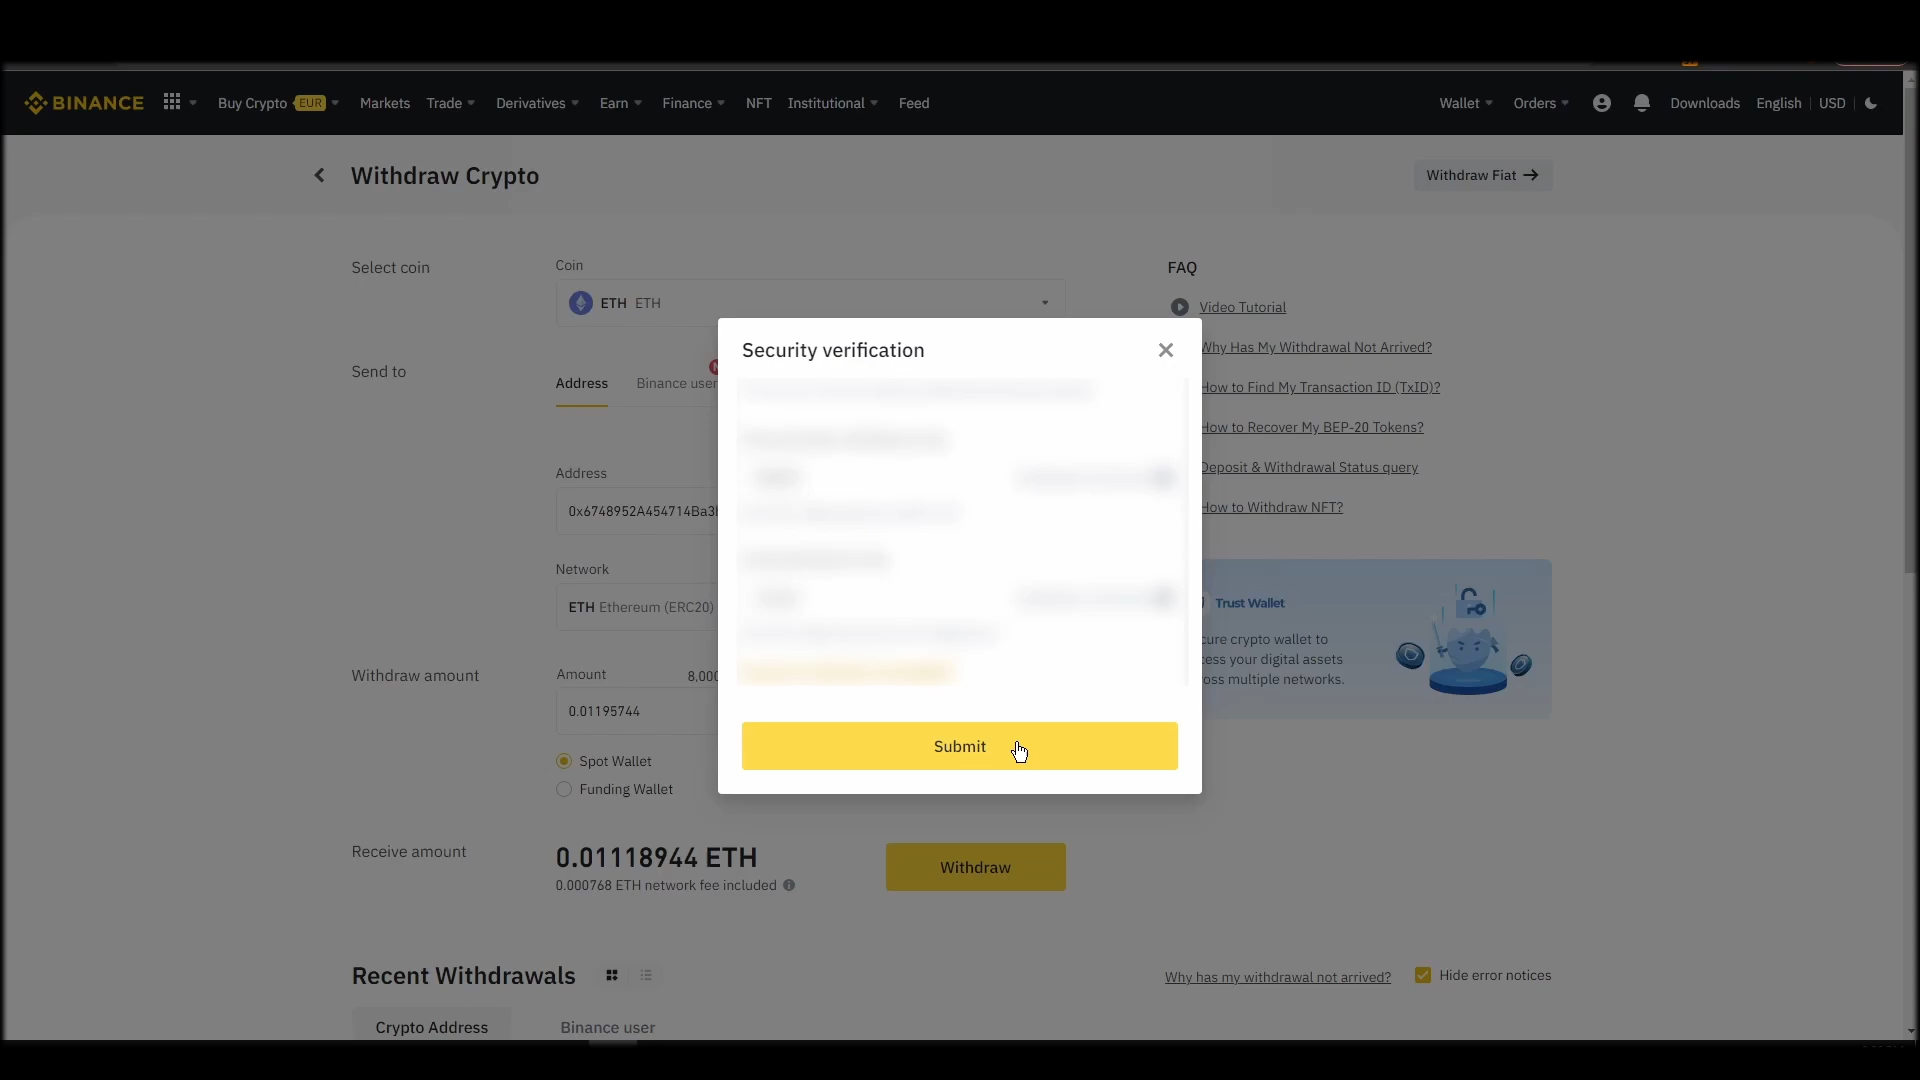 BINANCE
Buy Crypto EUR
Markets
Trade
Derivatives
Earn
Finance
NFT
Institutional
Feed
Wallet
Orders
Downloads
English
USD
Withdraw Crypto
Withdraw Fiat
Select coin
Coin
ETH ETH
Send to
Address
Binance user
Address
0x6748952A454714Ba3
Network
ETH Ethereum (ERC20)
Withdraw amount
Amount
8,000
0.01195744
Spot Wallet
Funding Wallet
Receive amount
0.01118944 ETH
0.000768 ETH network fee included
Withdraw
Security verification
Submit
FAQ
Video Tutorial
Why Has My Withdrawal Not Arrived?
How to Find My Transaction ID (TxID)?
How to Recover My BEP-20 Tokens?
Deposit & Withdrawal Status query
How to Withdraw NFT?
Trust Wallet
cure crypto wallet to
cess your digital assets
oss multiple networks.
Recent Withdrawals
Why has my withdrawal not arrived?
Hide error notices
Crypto Address
Binance user